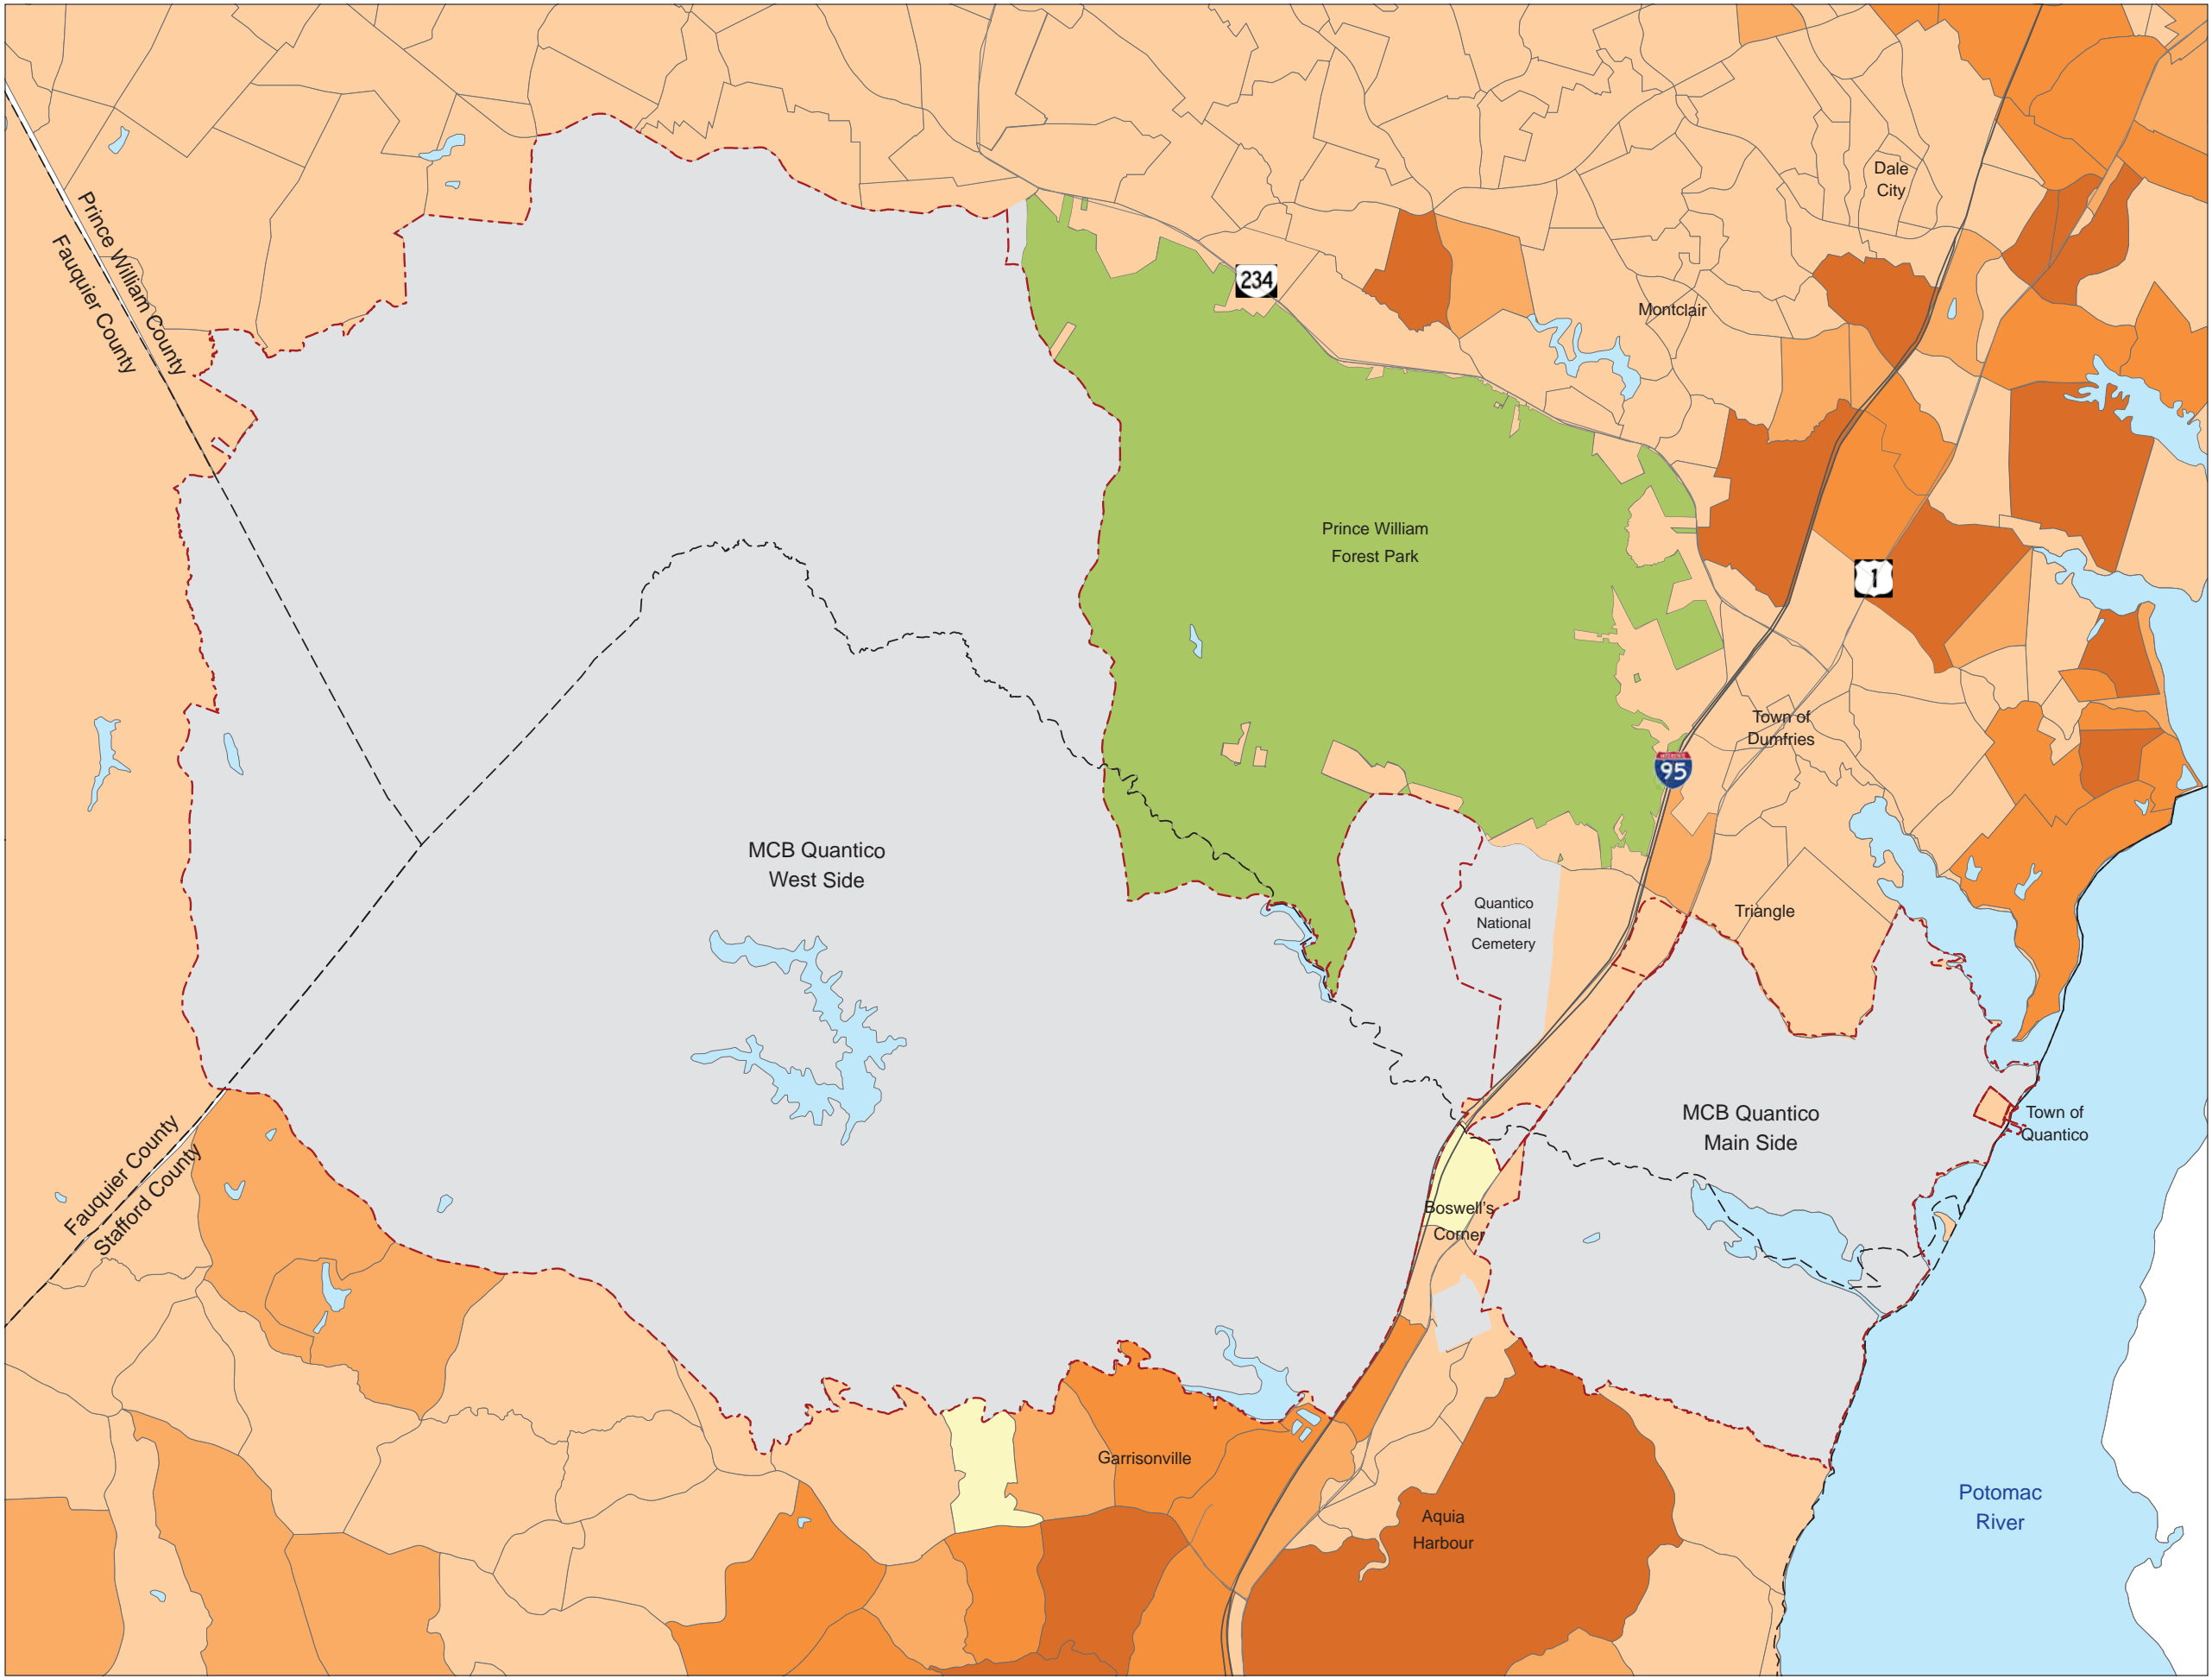 Dale
City
Prince William County
Fauquier County
234
Montclair
Prince William
Forest Park
1
Town of
Dumfries
95
MCB Quantico
West Side
Quantico
National
Cemetery
Triangle
MCB Quantico
Main Side
Town of
Quantico
Fauquier County
Stafford County
Boswell's
Corner
Garrisonville
Aquia
Harbour
Potomac
River